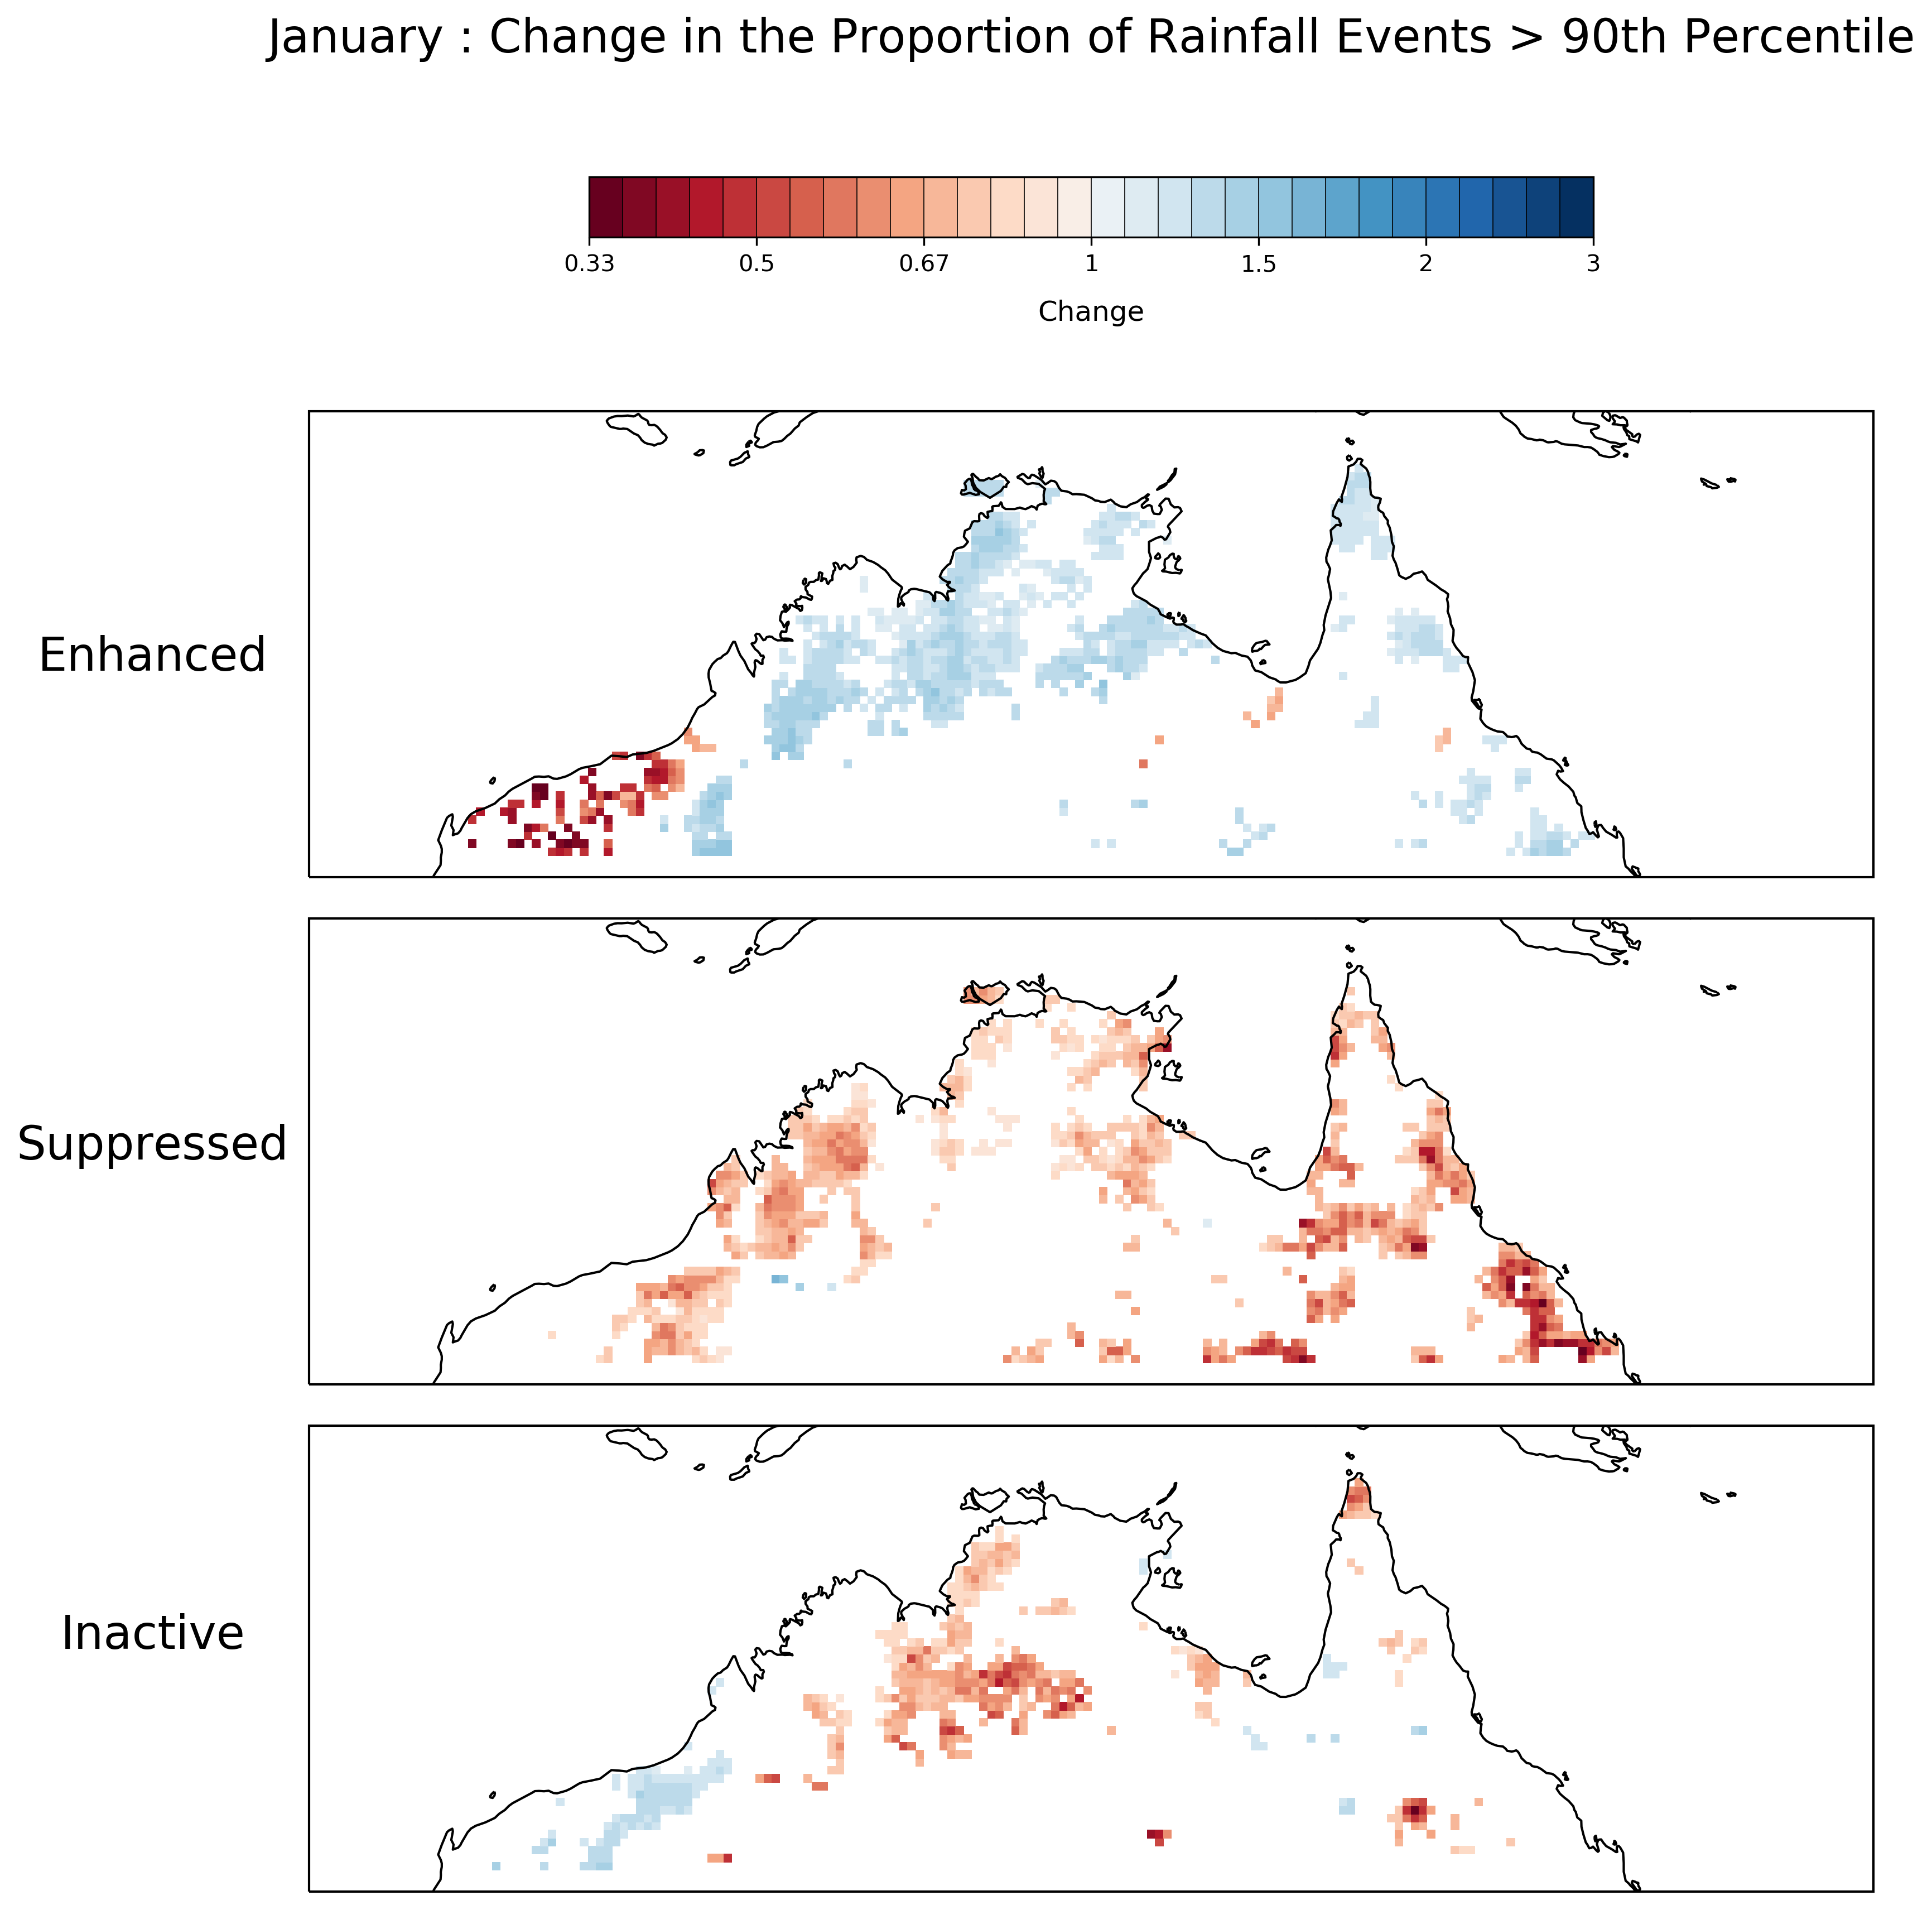 January : Change in the Proportion of Rainfall Events > 90th Percentile
0.33 0.5 0.67 1 1.5 2 3
Change
Enhanced
Suppressed
Inactive